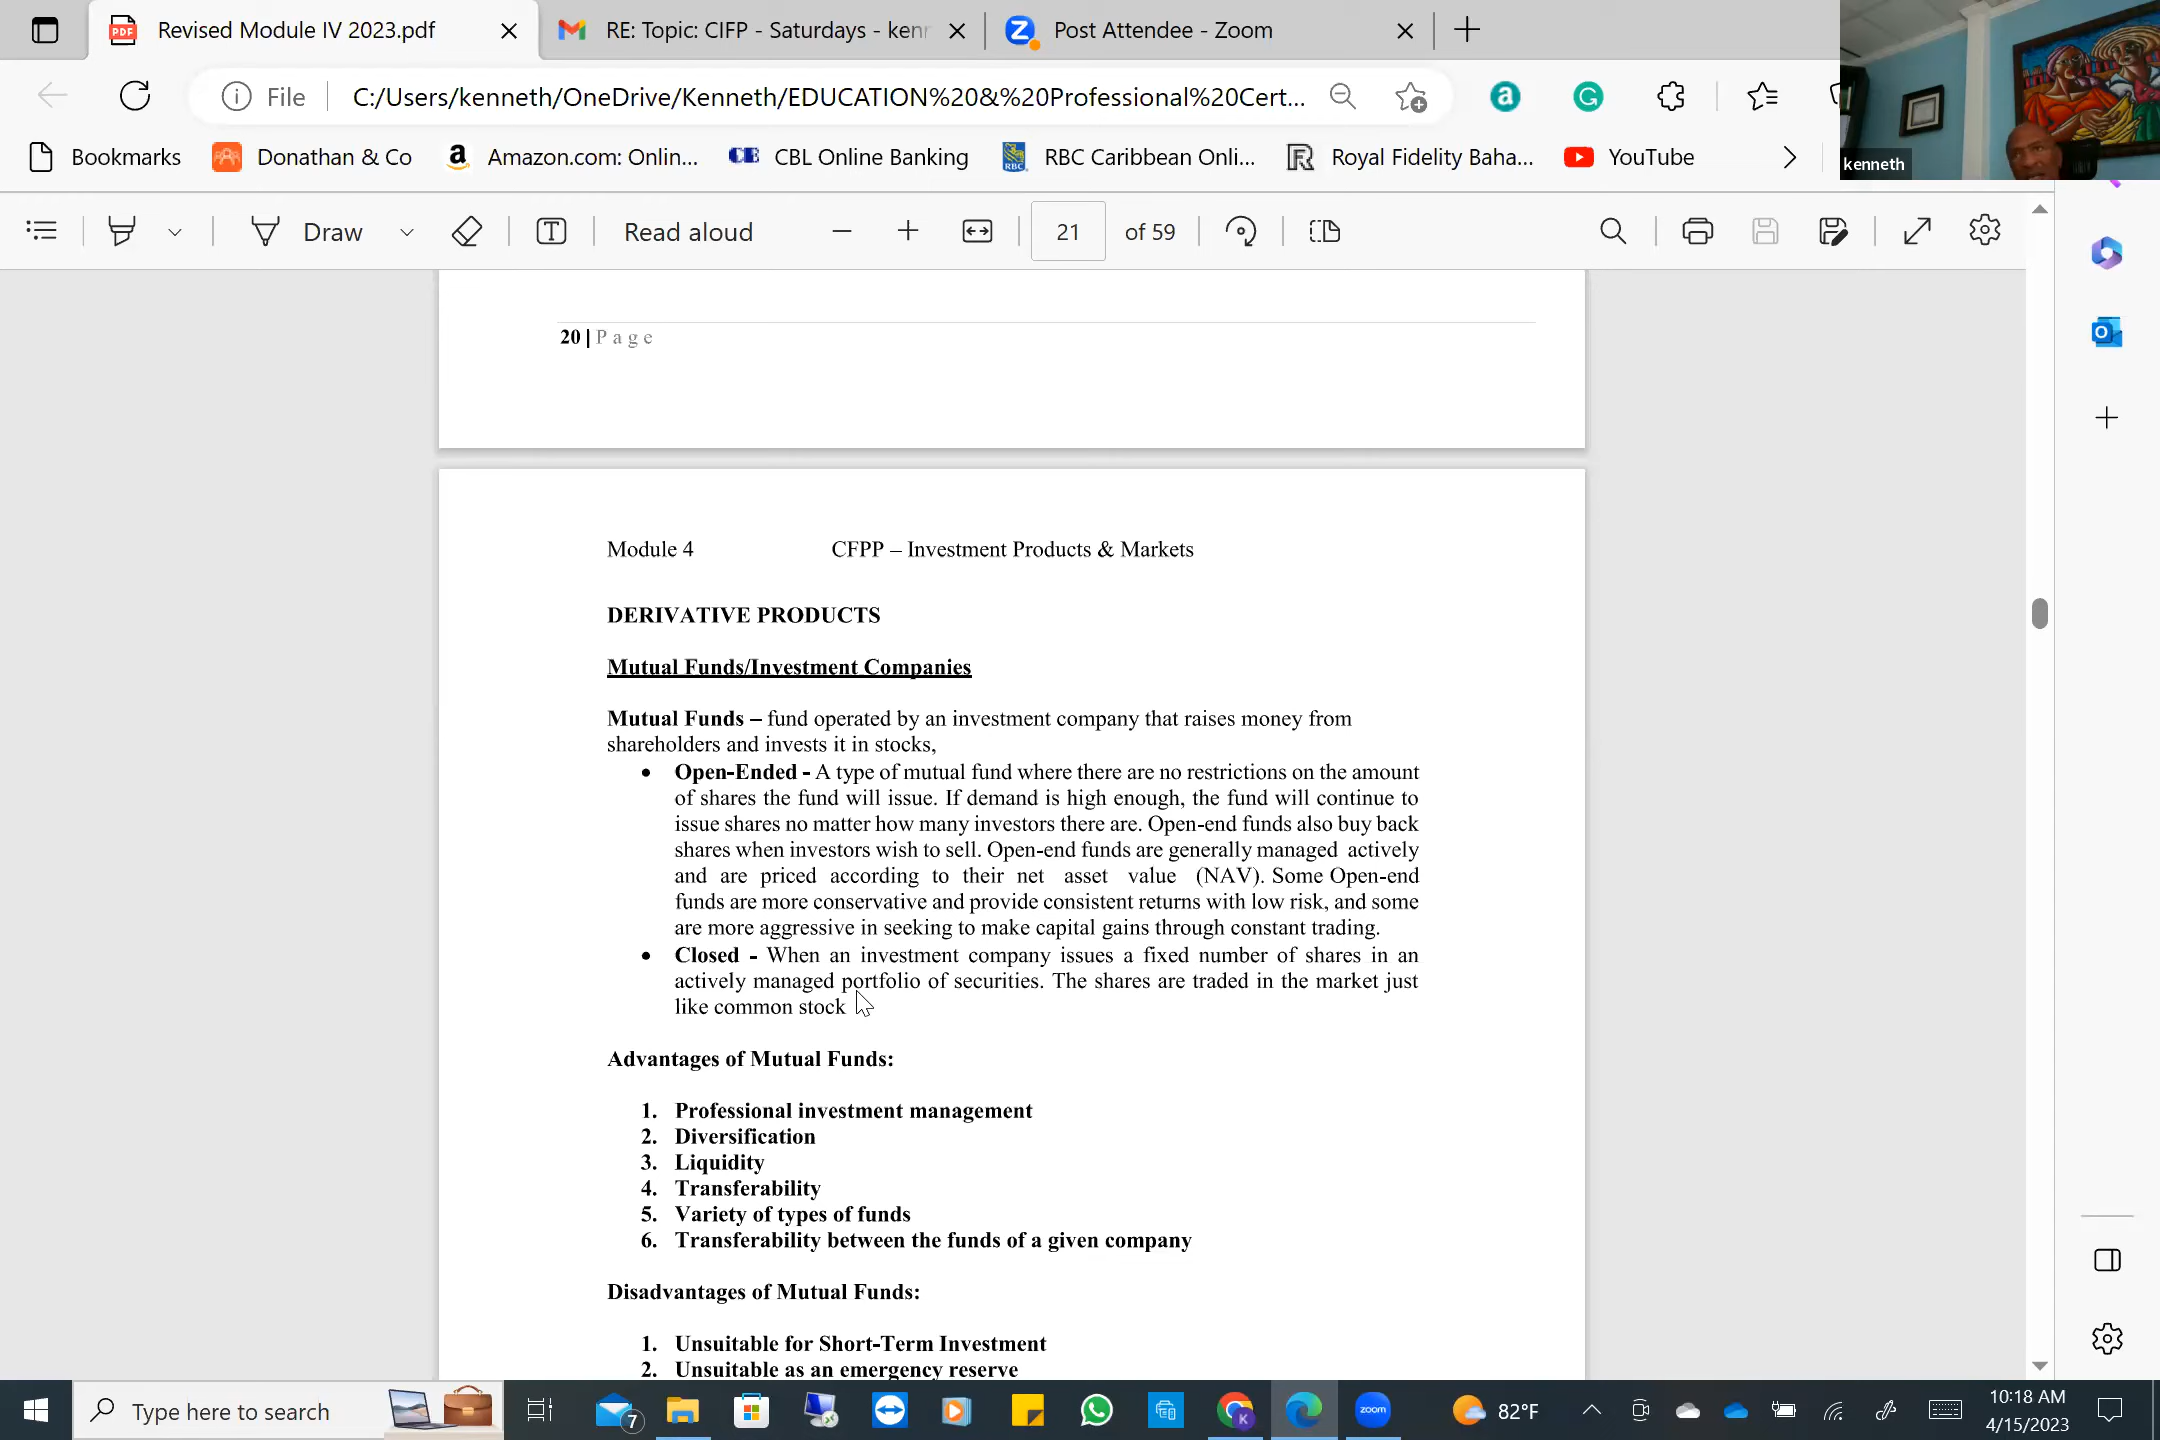 Revised Module IV 2023.pdf
RE: Topic: CIFP - Saturdays - ken
Post Attendee - Zoom
File
C:/Users/kenneth/OneDrive/Kenneth/EDUCATION%20&%20Professional%20Cert...
Bookmarks
Donathan & Co
Amazon.com: Onlin...
CBL Online Banking
RBC Caribbean Onli...
Royal Fidelity Baha...
YouTube
kenneth
Draw
Read aloud
21 of 59
20 | Page
Module 4 CFPP – Investment Products & Markets
DERIVATIVE PRODUCTS
Mutual Funds/Investment Companies
Mutual Funds – fund operated by an investment company that raises money from
shareholders and invests it in stocks,
• Open-Ended - A type of mutual fund where there are no restrictions on the amount
of shares the fund will issue. If demand is high enough, the fund will continue to
issue shares no matter how many investors there are. Open-end funds also buy back
shares when investors wish to sell. Open-end funds are generally managed actively
and are priced according to their net asset value (NAV). Some Open-end
funds are more conservative and provide consistent returns with low risk, and some
are more aggressive in seeking to make capital gains through constant trading.
• Closed - When an investment company issues a fixed number of shares in an
actively managed portfolio of securities. The shares are traded in the market just
like common stock
Advantages of Mutual Funds:
1. Professional investment management
2. Diversification
3. Liquidity
4. Transferability
5. Variety of types of funds
6. Transferability between the funds of a given company
Disadvantages of Mutual Funds:
1. Unsuitable for Short-Term Investment
2. Unsuitable as an emergency reserve
Type here to search
7
zoom
82°F
10:18 AM
4/15/2023